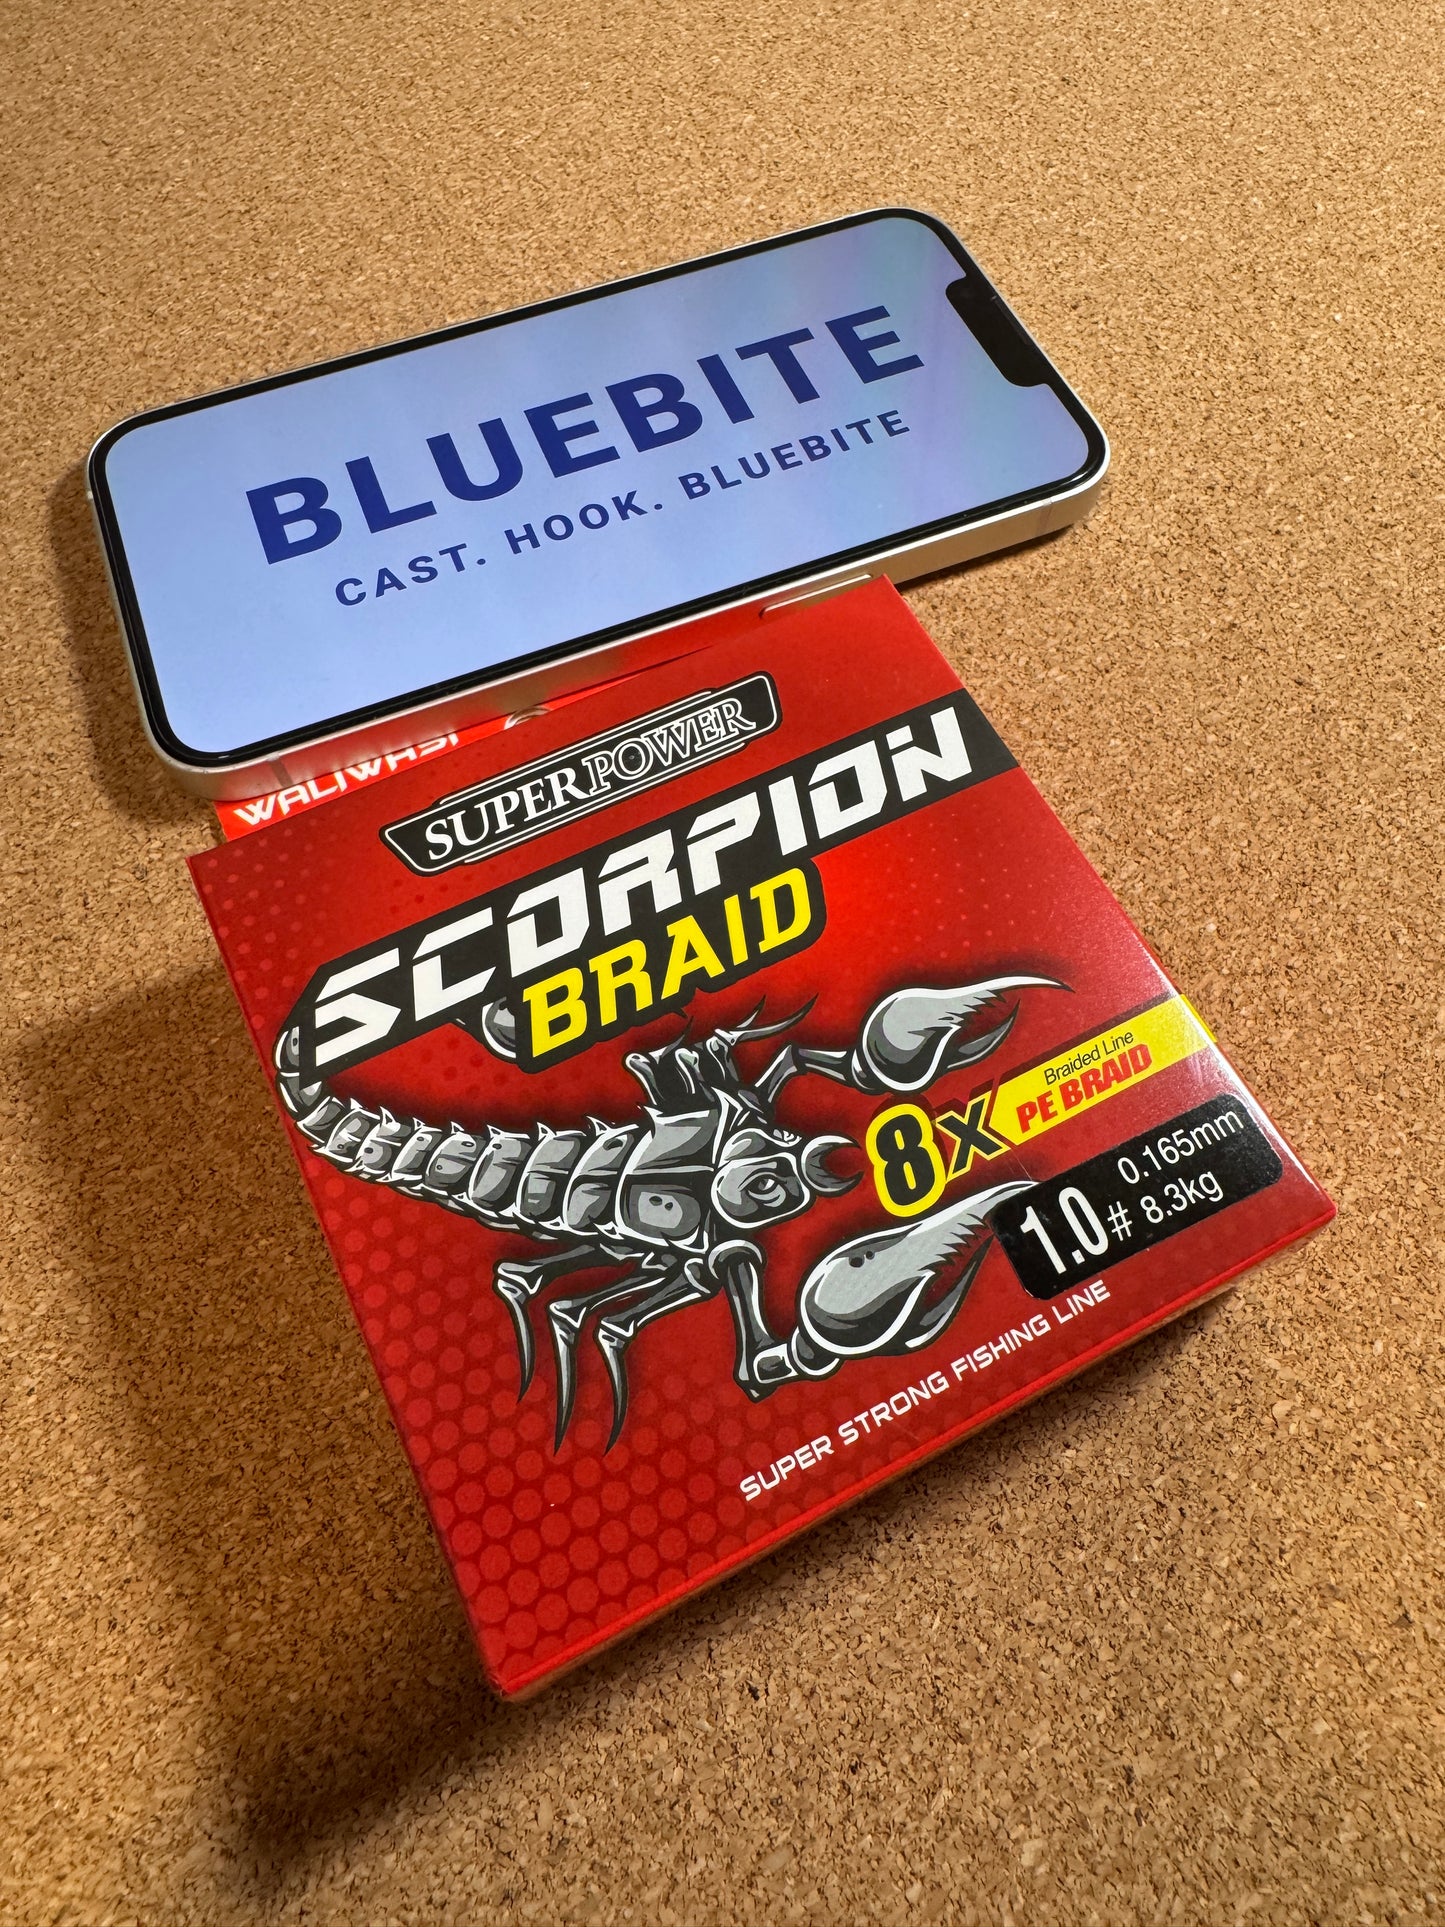 BLUEBITE
CAST. HOOK. BLUEBITE
WALIWASI
SUPERPOWER
SCORPION
BRAID
8X
Braided Line
PE BRAID
1.0#
0.165mm
8.3kg
SUPER STRONG FISHING LINE